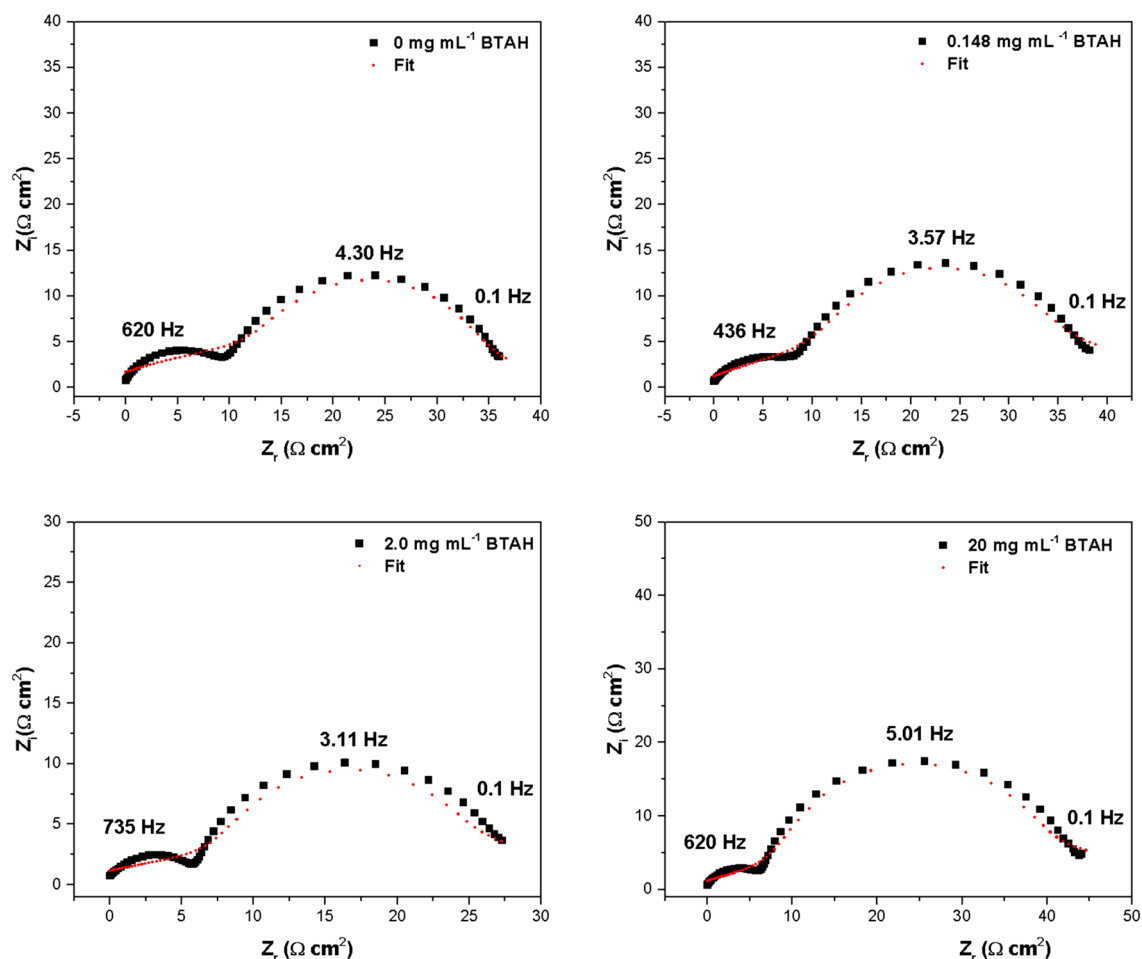 40
35
30
25
20
15
10
5
0
-5 0 5 10 15 20 25 30 35 40
Zi(Ω cm²)
Zr (Ω cm²)
0 mg mL⁻¹ BTAH
Fit
620 Hz
4.30 Hz
0.1 Hz
40
35
30
25
20
15
10
5
0
-5 0 5 10 15 20 25 30 35 40
Zi(Ω cm²)
Zr (Ω cm²)
0.148 mg mL⁻¹ BTAH
Fit
436 Hz
3.57 Hz
0.1 Hz
30
25
20
15
10
5
0
0 5 10 15 20 25 30
Zi(Ω cm²)
Zr (Ω cm²)
2.0 mg mL⁻¹ BTAH
Fit
735 Hz
3.11 Hz
0.1 Hz
50
40
30
20
10
0
0 10 20 30 40 50
Zi (Ω cm²)
Zr (Ω cm²)
20 mg mL⁻¹ BTAH
Fit
620 Hz
5.01 Hz
0.1 Hz